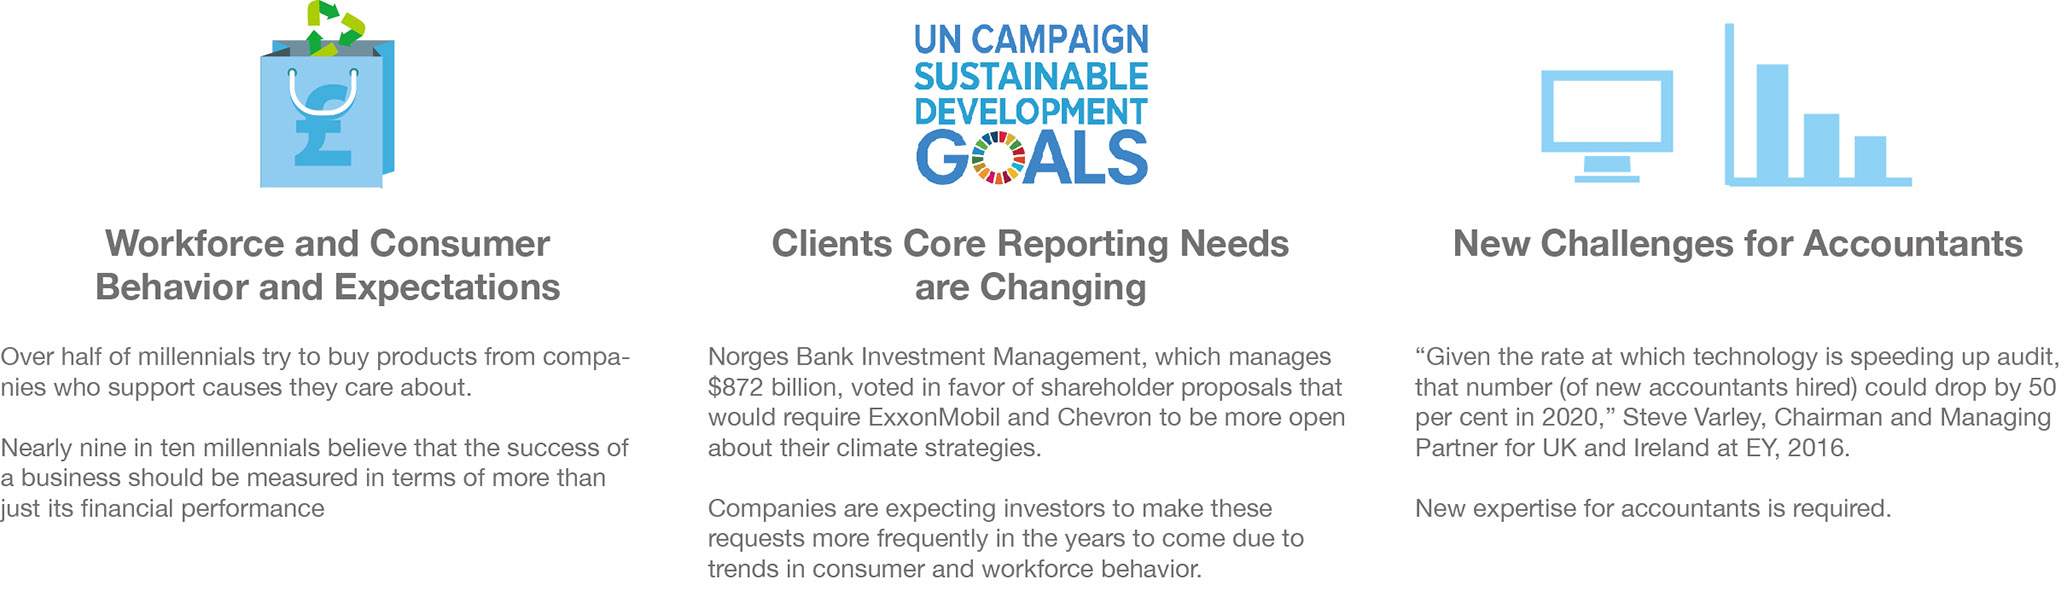 £
Workforce and Consumer
Behavior and Expectations
Over half of millennials try to buy products from compa-
nies who support causes they care about.
Nearly nine in ten millennials believe that the success of
a business should be measured in terms of more than
just its financial performance
UN CAMPAIGN
SUSTAINABLE
DEVELOPMENT
GOALS
Clients Core Reporting Needs
are Changing
Norges Bank Investment Management, which manages
$872 billion, voted in favor of shareholder proposals that
would require ExxonMobil and Chevron to be more open
about their climate strategies.
Companies are expecting investors to make these
requests more frequently in the years to come due to
trends in consumer and workforce behavior.
New Challenges for Accountants
“Given the rate at which technology is speeding up audit,
that number (of new accountants hired) could drop by 50
per cent in 2020,” Steve Varley, Chairman and Managing
Partner for UK and Ireland at EY, 2016.
New expertise for accountants is required.